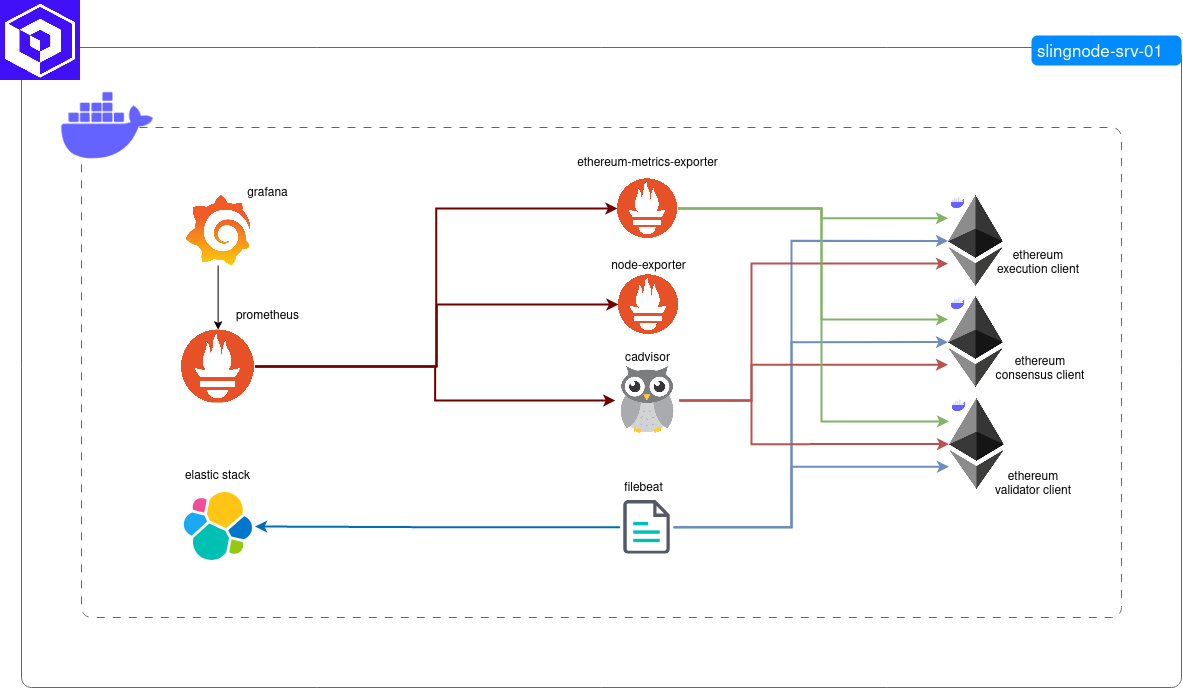 slingnode-srv-01
ethereum-metrics-exporter
grafana
node-exporter
ethereum
execution client
prometheus
cadvisor
ethereum
consensus client
elastic stack
filebeat
ethereum
validator client